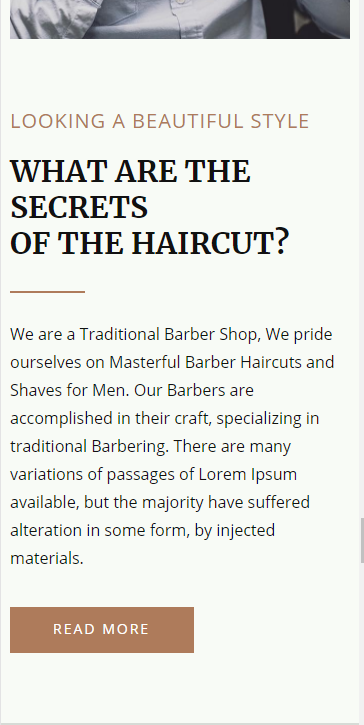 LOOKING A BEAUTIFUL STYLE
WHAT ARE THE
SECRETS
OF THE HAIRCUT?
We are a Traditional Barber Shop, We pride
ourselves on Masterful Barber Haircuts and
Shaves for Men. Our Barbers are
accomplished in their craft, specializing in
traditional Barbering. There are many
variations of passages of Lorem Ipsum
available, but the majority have suffered
alteration in some form, by injected
materials.
READ MORE